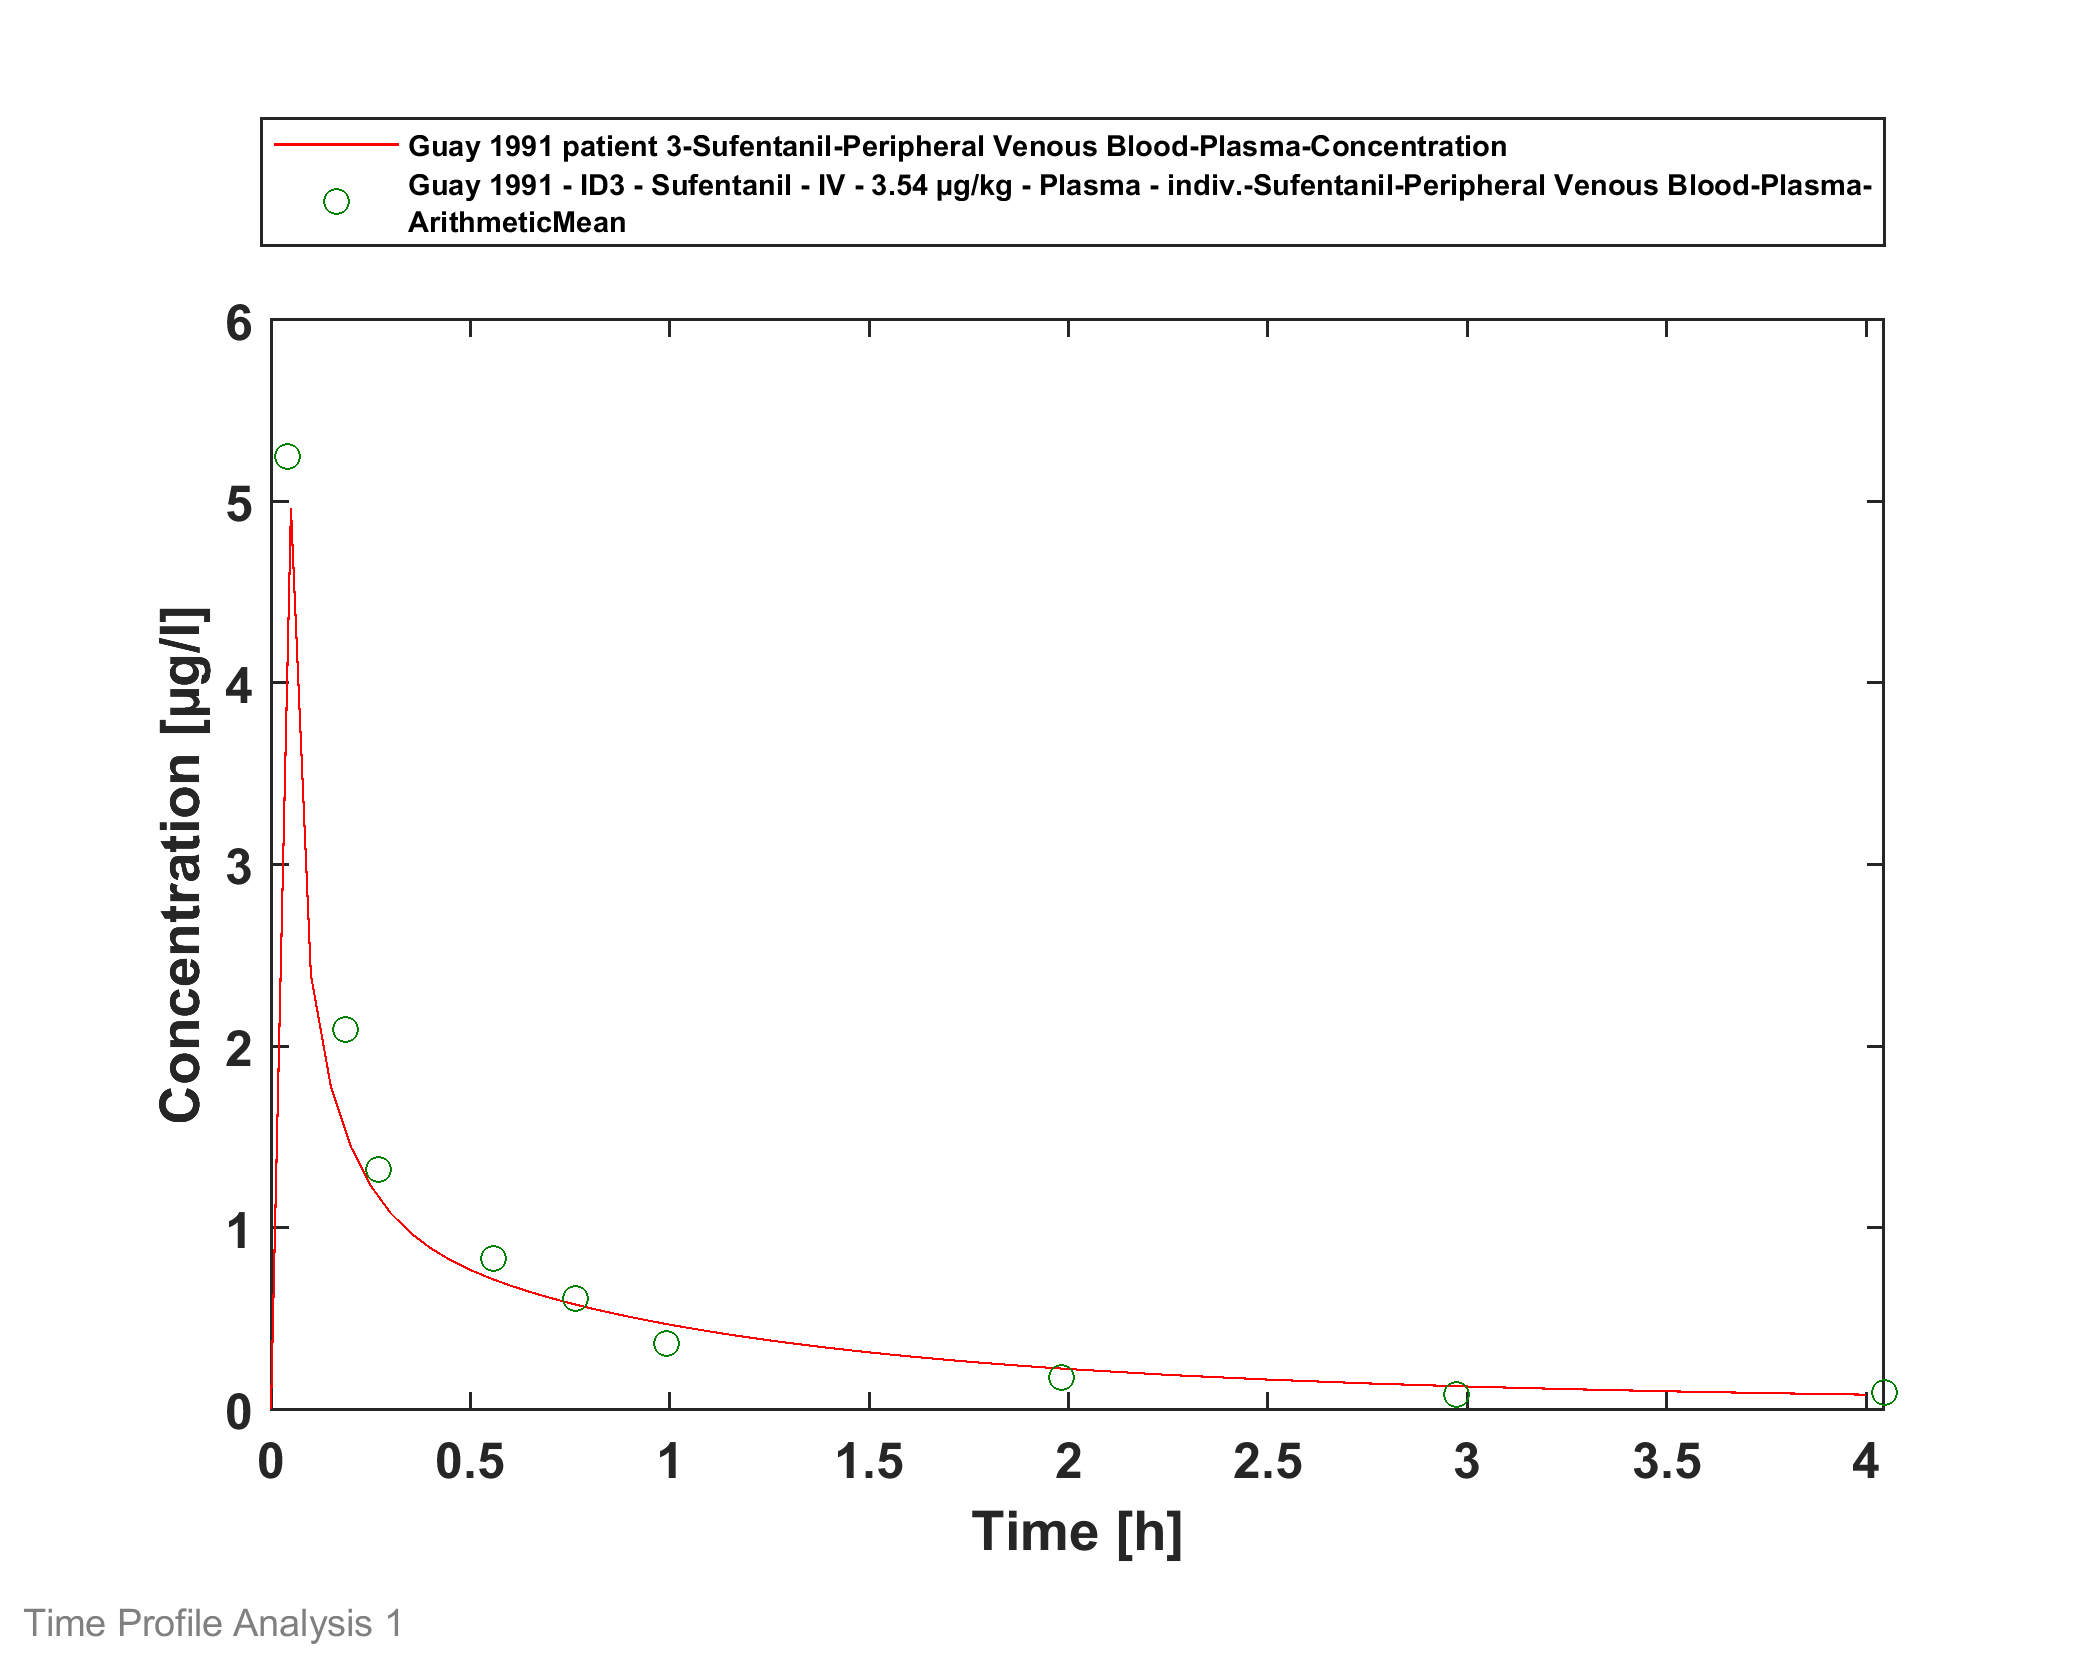 Guay 1991 patient 3-Sufentanil-Peripheral Venous Blood-Plasma-Concentration
Guay 1991 - ID3 - Sufentanil - IV - 3.54 µg/kg - Plasma - indiv.-Sufentanil-Peripheral Venous Blood-Plasma-
ArithmeticMean
6
5
4
3
2
1
0
Concentration [µg/l]
0 0.5 1 1.5 2 2.5 3 3.5 4
Time [h]
Time Profile Analysis 1